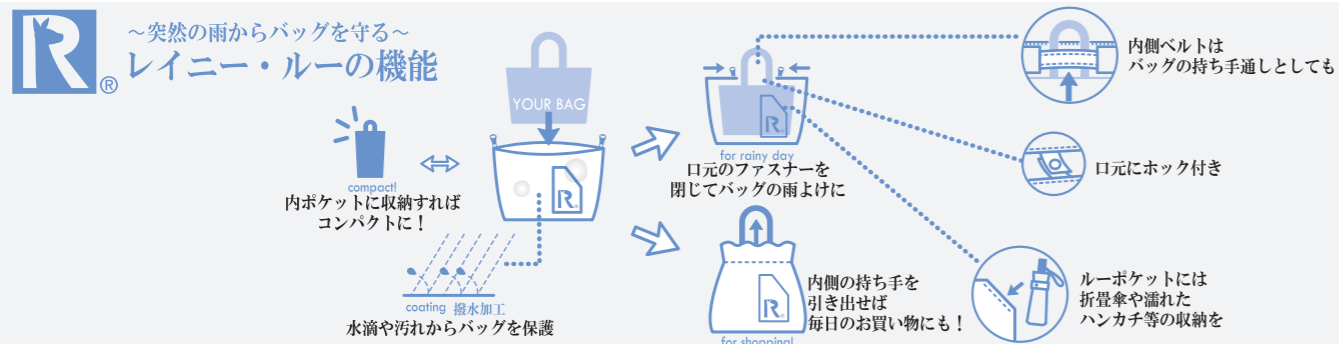 R
®
～突然の雨からバッグを守る～
レイニー・ルーの機能
compact!
内ポケットに収納すれば
コンパクトに！
YOUR BAG
R
coating 撥水加工
水滴や汚れからバッグを保護
R
for rainy day
口元のファスナーを
閉じてバッグの雨よけに
R
内側の持ち手を
引き出せば
毎日のお買い物にも！
for shopping!
内側ベルトは
バッグの持ち手通しとしても
口元にホック付き
ルーポケットには
折畳傘や濡れた
ハンカチ等の収納を